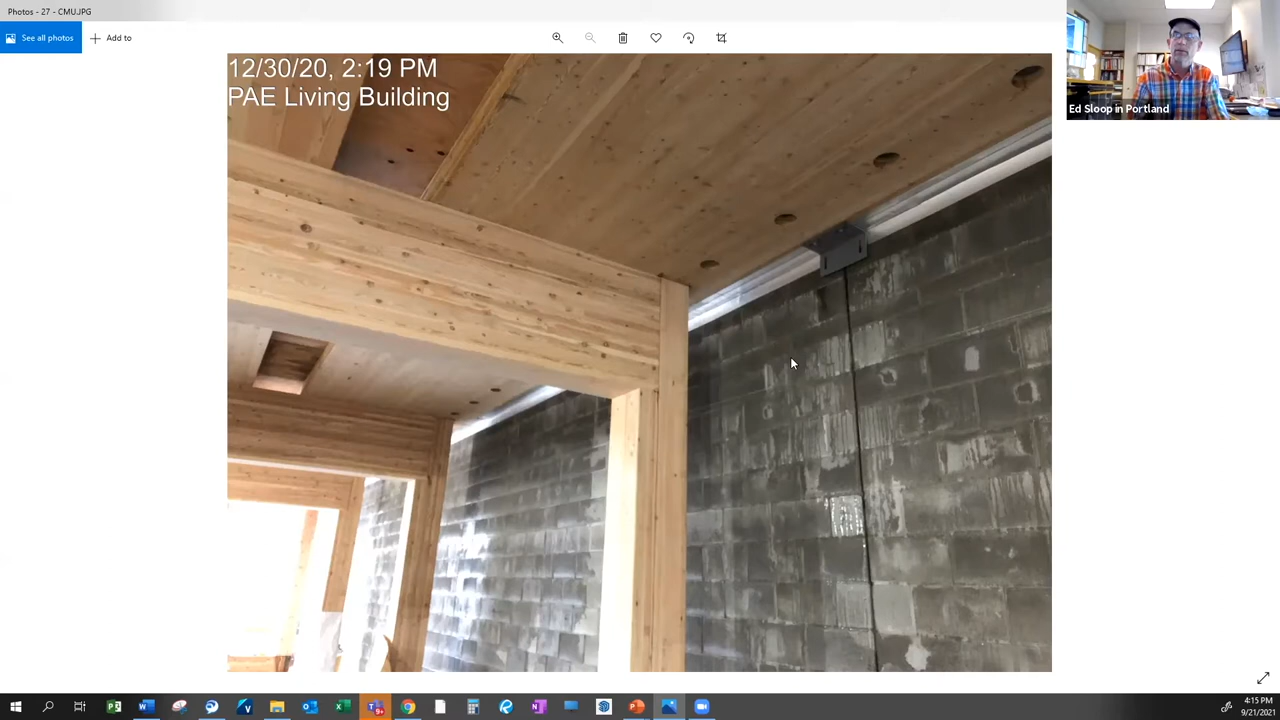 Photos - 27 - CMU.JPG
See all photos
Add to
12/30/20, 2:19 PM
PAE Living Building
Ed Sloop in Portland
4:15 PM
9/21/2021